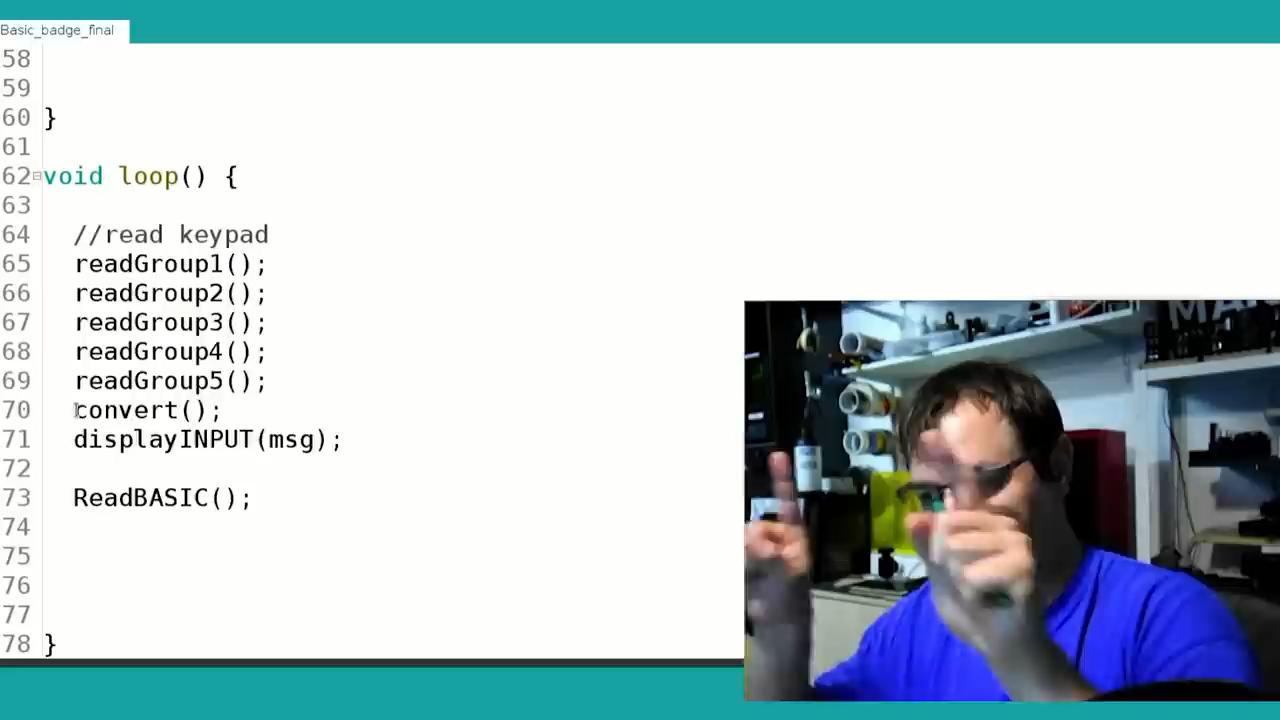 Basic_badge_final
58
59
60 }
61
62 void loop() {
63
64 //read keypad
65 readGroup1();
66 readGroup2();
67 readGroup3();
68 readGroup4();
69 readGroup5();
70 convert();
71 displayINPUT(msg);
72
73 ReadBASIC();
74
75
76
77
78 }